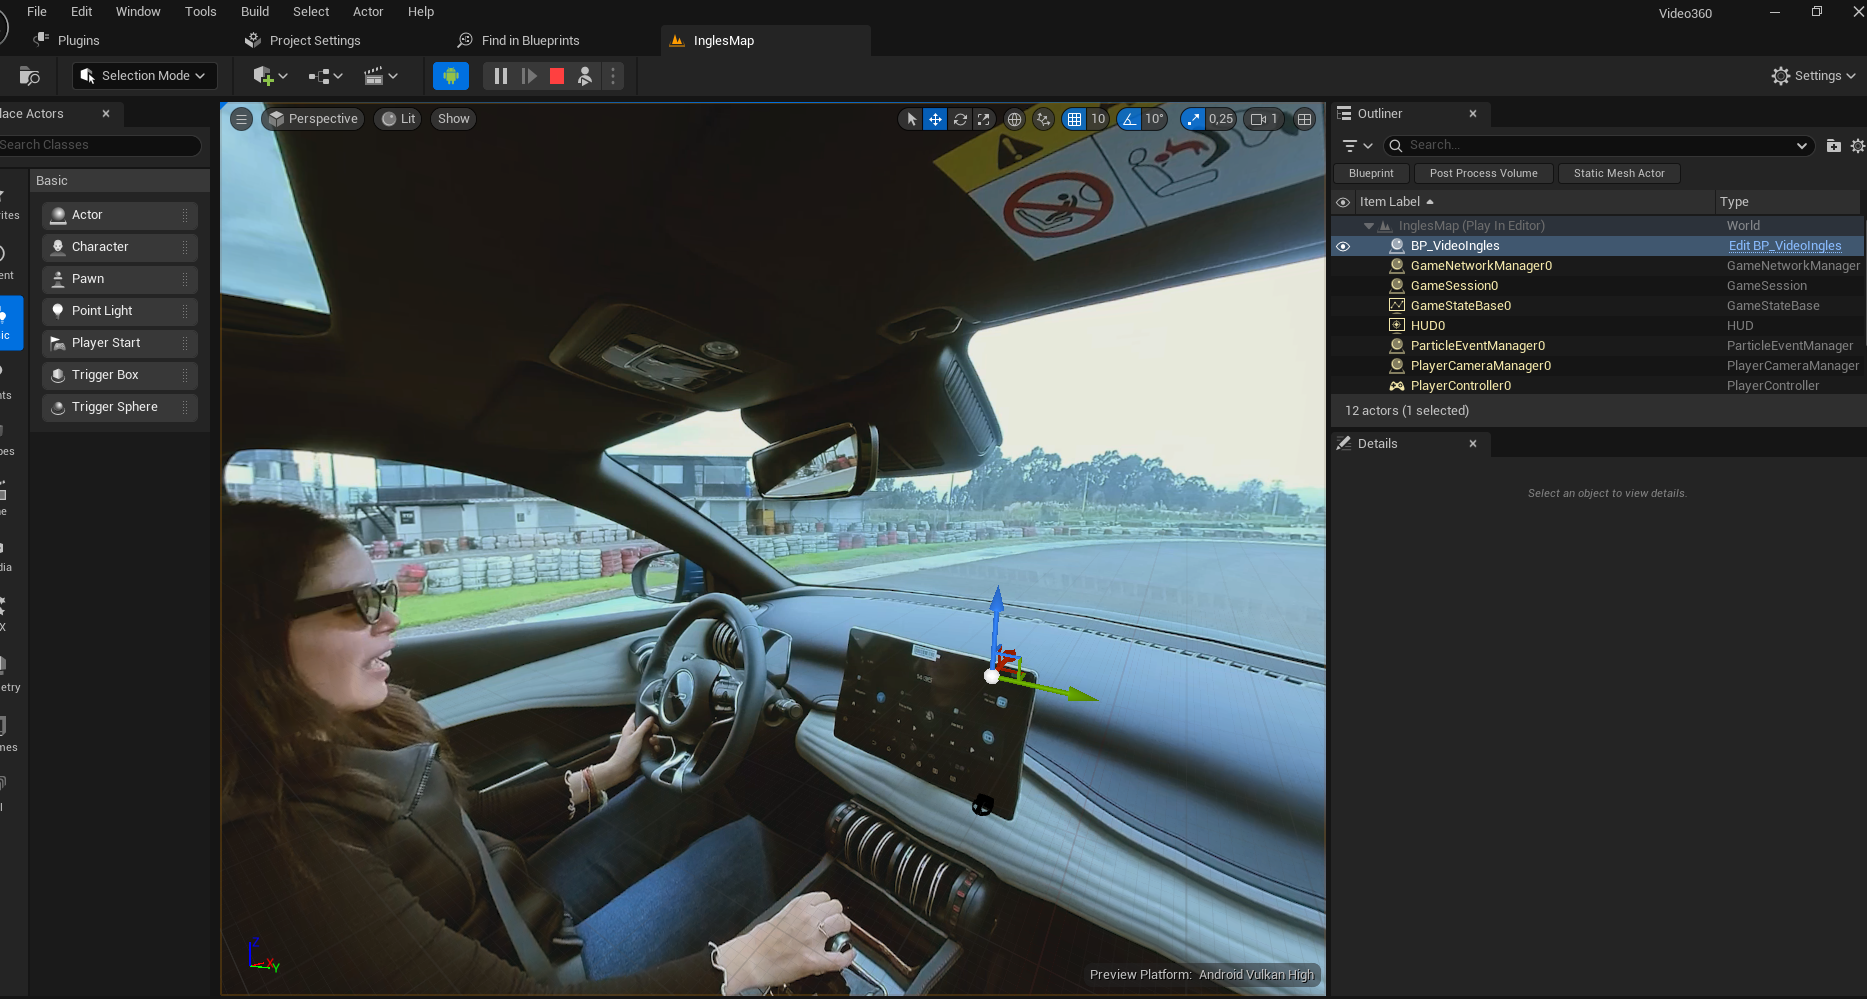 File Edit Window Tools Build Select Actor Help
Video360
Plugins
Project Settings
Find in Blueprints
InglesMap
Selection Mode
Settings
lace Actors
Search Classes
Basic
Actor
Character
Pawn
Point Light
Player Start
Trigger Box
Trigger Sphere
rites
ent
ic
nts
pes
ne
dia
X
etry
mes
l
Perspective Lit Show
10 10° 0,25 1
Preview Platform: Android Vulkan High
Z
X
Y
Outliner
Search...
Blueprint Post Process Volume Static Mesh Actor
Item Label Type
InglesMap (Play In Editor) World
BP_VideoIngles Edit BP_VideoIngles
GameNetworkManager0 GameNetworkManager
GameSession0 GameSession
GameStateBase0 GameStateBase
HUD0 HUD
ParticleEventManager0 ParticleEventManager
PlayerCameraManager0 PlayerCameraManager
PlayerController0 PlayerController
12 actors (1 selected)
Details
Select an object to view details.